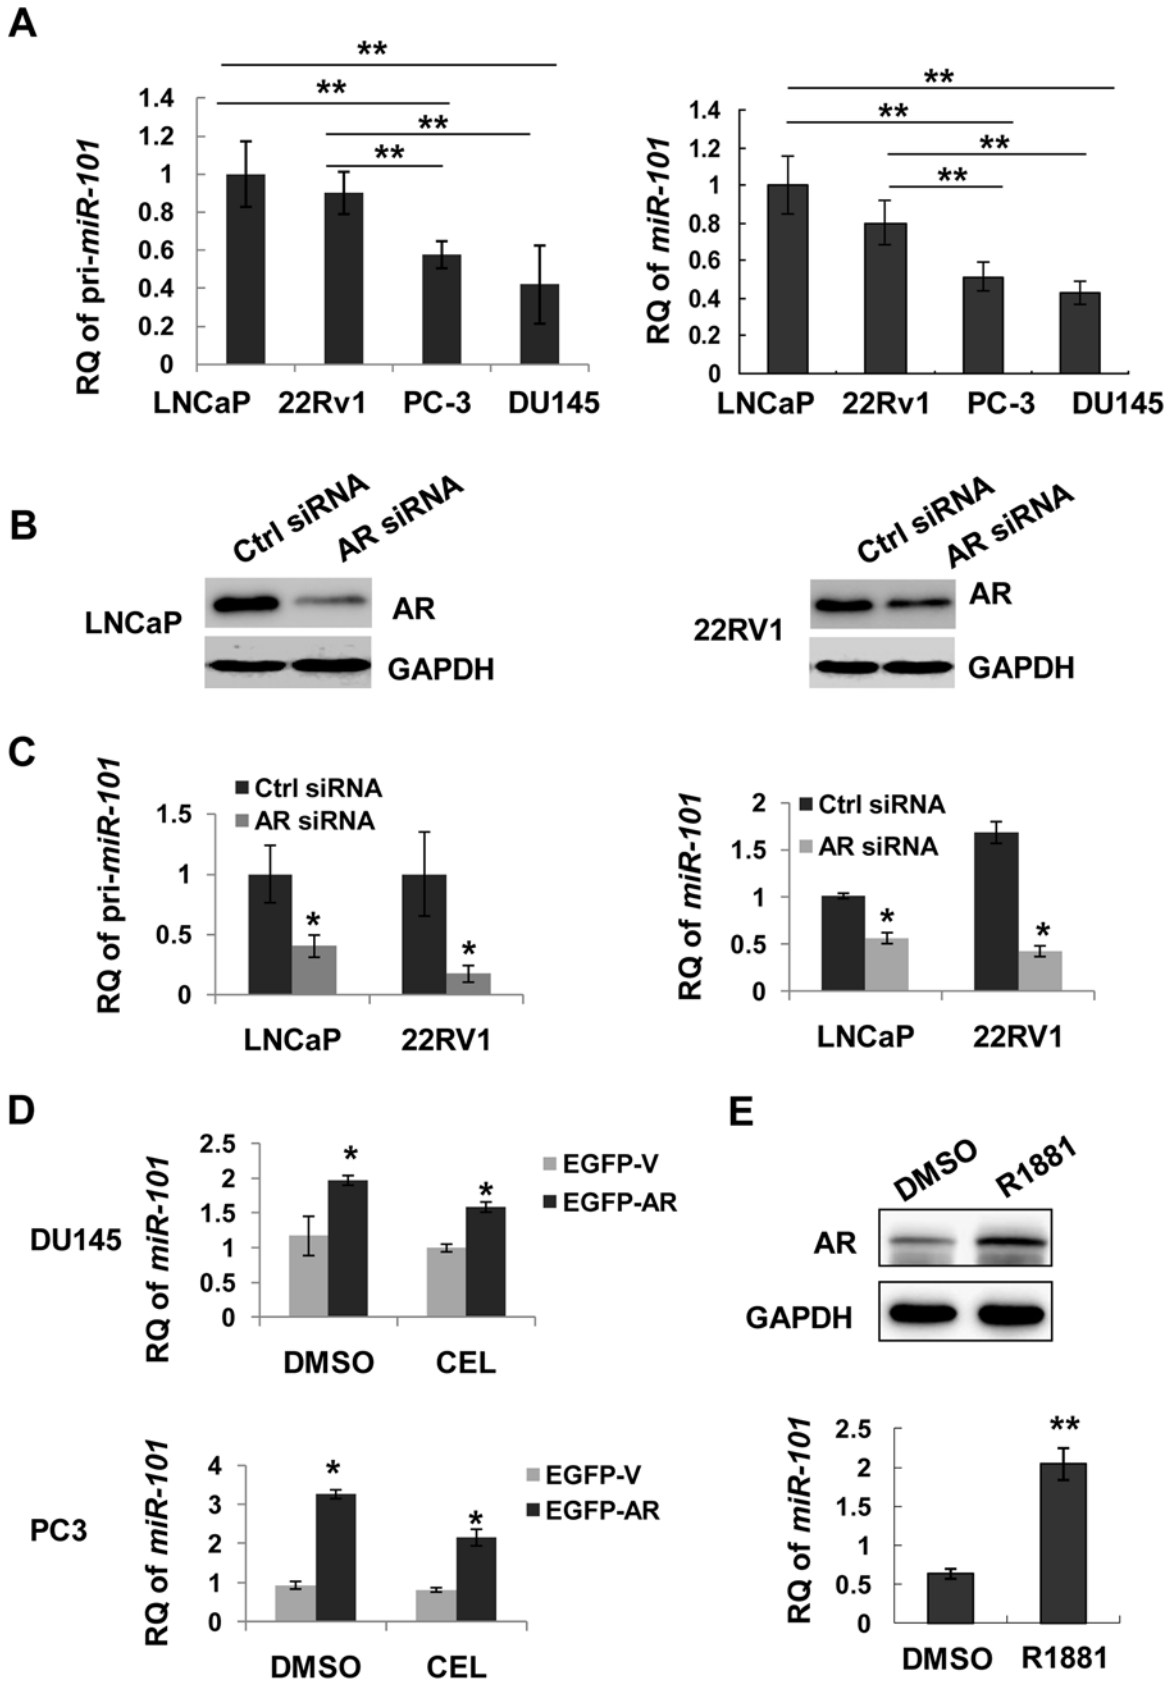 A
**
**
**
**
1.4
1.2
1
0.8
0.6
0.4
0.2
0
RQ of pri-miR-101
LNCaP 22Rv1 PC-3 DU145
**
**
**
**
1.4
1.2
1
0.8
0.6
0.4
0.2
0
RQ of miR-101
LNCaP 22Rv1 PC-3 DU145
B
Ctrl siRNA AR siRNA
LNCaP
AR
GAPDH
Ctrl siRNA AR siRNA
22RV1
AR
GAPDH
C
RQ of pri-miR-101
Ctrl siRNA
AR siRNA
1.5
1
0.5
0
*
*
LNCaP 22RV1
RQ of miR-101
Ctrl siRNA
AR siRNA
2
1.5
1
0.5
0
*
*
LNCaP 22RV1
D
DU145
RQ of miR-101
2.5
2
1.5
1
0.5
0
*
*
EGFP-V
EGFP-AR
DMSO CEL
PC3
RQ of miR-101
4
3
2
1
0
*
*
EGFP-V
EGFP-AR
DMSO CEL
E
DMSO R1881
AR
GAPDH
RQ of miR-101
2.5
2
1.5
1
0.5
0
**
DMSO R1881